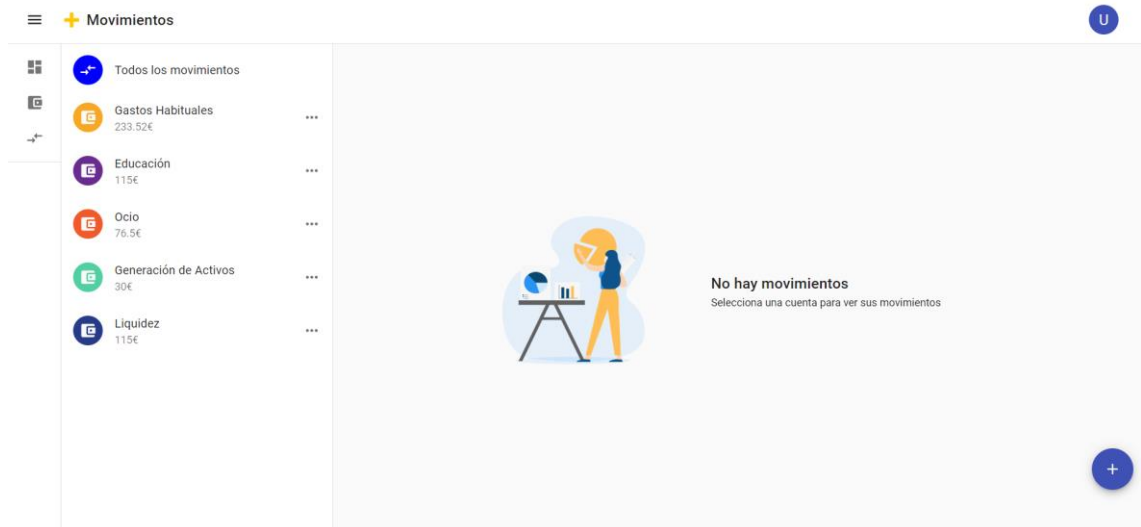 Movimientos
U
Todos los movimientos
Gastos Habituales
233.52€
Educación
115€
Ocio
76.5€
Generación de Activos
30€
Liquidez
115€
No hay movimientos
Selecciona una cuenta para ver sus movimientos